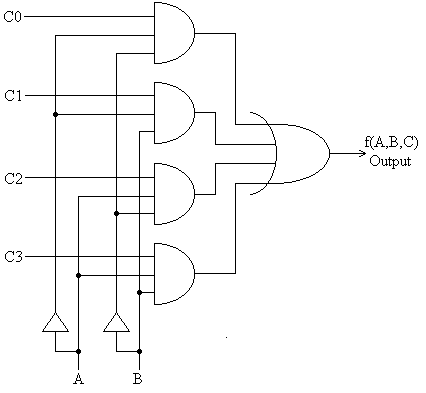 C0
C1
f(A,B,C)
Output
C2
C3
A B